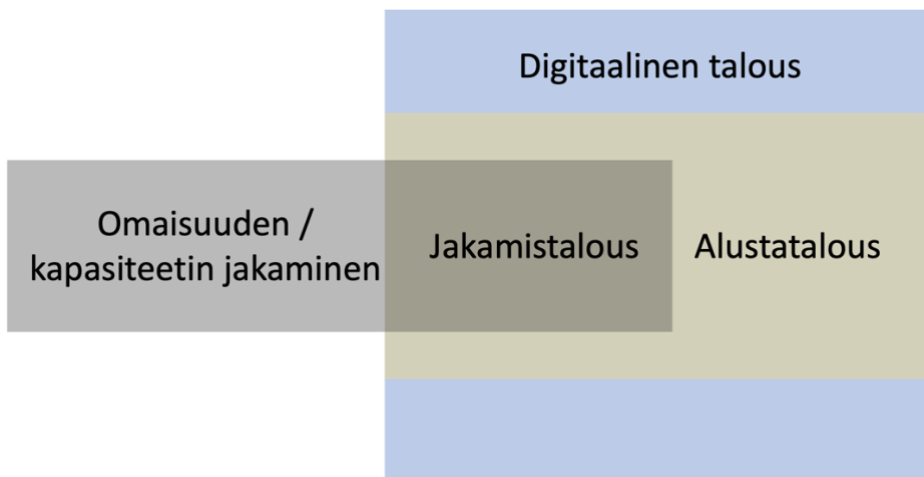 Digitaalinen talous
Omaisuuden /
kapasiteetin jakaminen
Jakamistalous
Alustatalous